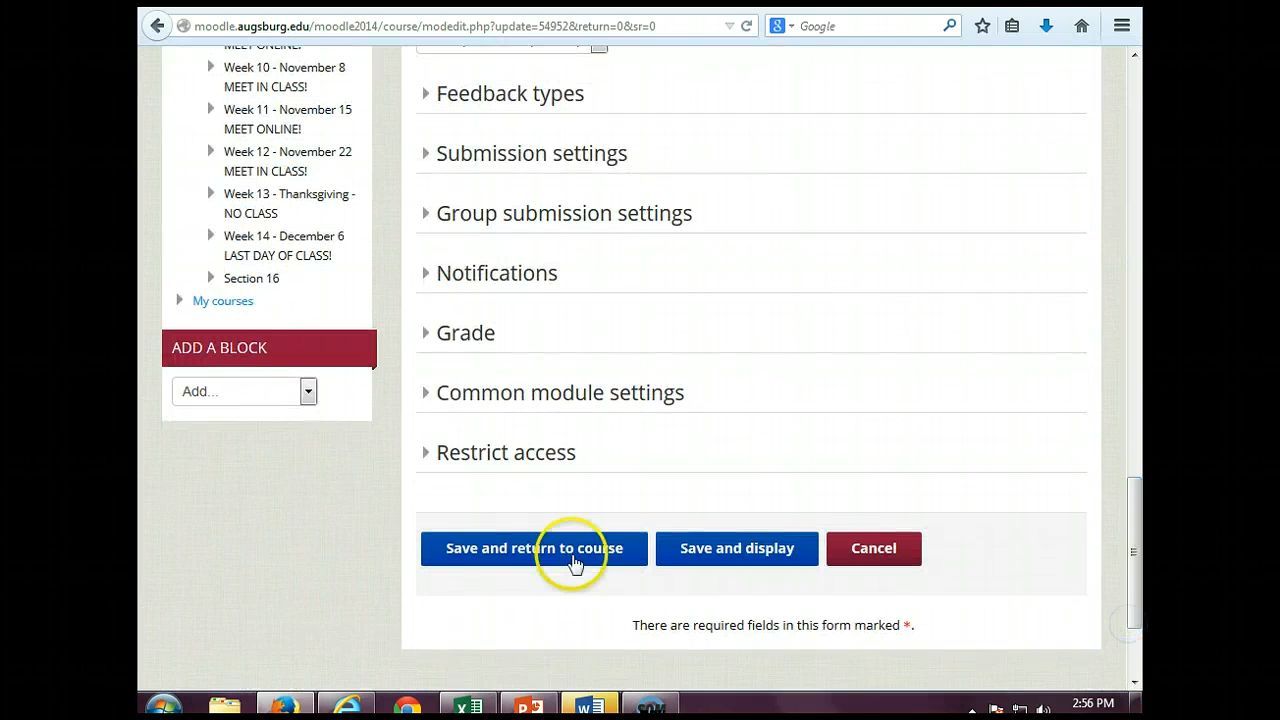 moodle.augsburg.edu/moodle2014/course/modedit.php?update=54952&return=0&sr=0
Google
MEET ONLINE!
Week 10 - November 8
MEET IN CLASS!
Week 11 - November 15
MEET ONLINE!
Week 12 - November 22
MEET IN CLASS!
Week 13 - Thanksgiving -
NO CLASS
Week 14 - December 6
LAST DAY OF CLASS!
Section 16
My courses
ADD A BLOCK
Add...
Feedback types
Submission settings
Group submission settings
Notifications
Grade
Common module settings
Restrict access
Save and return to course
Save and display
Cancel
There are required fields in this form marked *.
2:56 PM